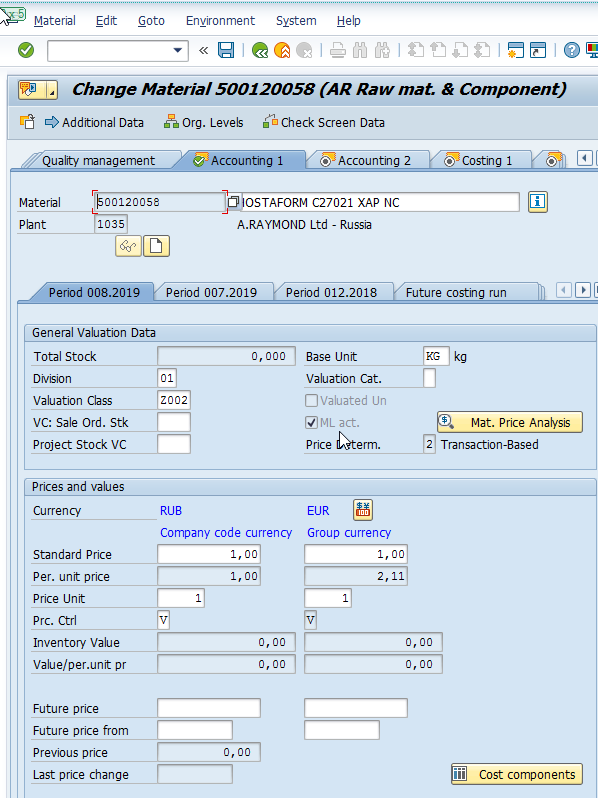 Material Edit Goto Environment System Help
«
Change Material 500120058 (AR Raw mat. & Component)
Additional Data Org. Levels Check Screen Data
Quality management Accounting 1 Accounting 2 Costing 1
Material 500120058 HOSTAFORM C27021 XAP NC
Plant 1035 A.RAYMOND Ltd - Russia
Period 008.2019 Period 007.2019 Period 012.2018 Future costing run
General Valuation Data
Total Stock 0,000 Base Unit KG kg
Division 01 Valuation Cat.
Valuation Class Z002 Valuated Un
VC: Sale Ord. Stk ML act. Mat. Price Analysis
Project Stock VC Price Determ. 2 Transaction-Based
Prices and values
Currency RUB EUR
Company code currency Group currency
Standard Price 1,00 1,00
Per. unit price 1,00 2,11
Price Unit 1 1
Prc. Ctrl V V
Inventory Value 0,00 0,00
Value/per.unit pr 0,00 0,00
Future price
Future price from
Previous price 0,00
Last price change Cost components